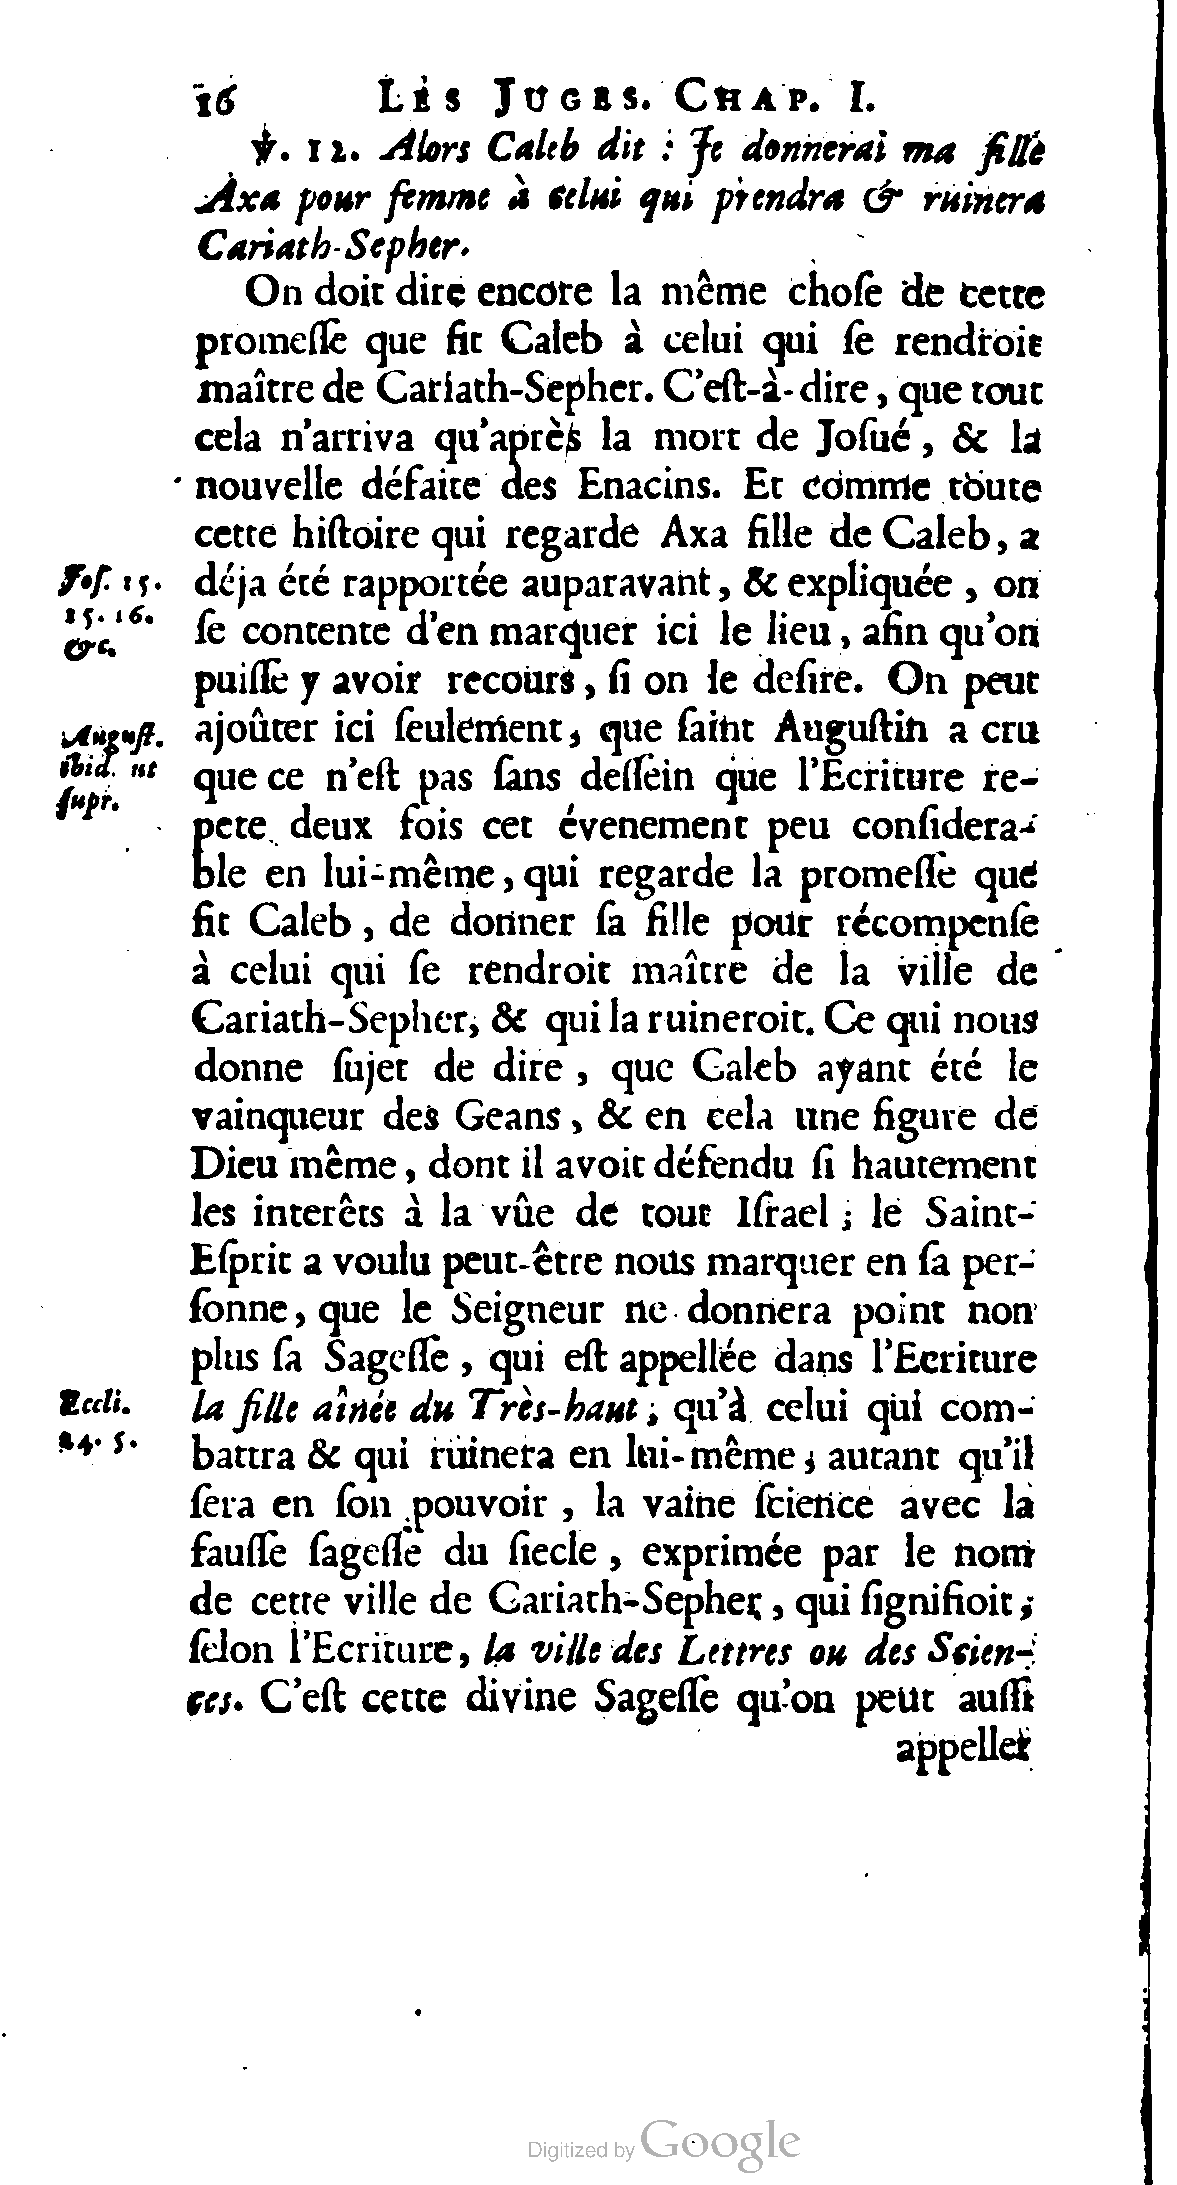 16 LES JUGES. CHAP. I.
℣. 12. Alors Caleb dit : Je donnerai ma fille
Axa pour femme à celui qui prendra & ruinera
Cariath-Sepher.
On doit dire encore la même choſe de cette
promeſſe que fit Caleb à celui qui ſe rendroit
maître de Cariath-Sepher. C'eſt-à-dire, que tout
cela n'arriva qu'après la mort de Joſué, & la
nouvelle défaite des Enacins. Et comme toute
cette hiſtoire qui regarde Axa fille de Caleb, a
Joſ. 15.
15. 16.
&c.
déja été rapportée auparavant, & expliquée, on
ſe contente d'en marquer ici le lieu, afin qu'on
puiſſe y avoir recours, ſi on le deſire. On peut
Auguſt.
ibid. ut
ſupr.
ajoûter ici ſeulement, que ſaint Auguſtin a cru
que ce n'eſt pas ſans deſſein que l'Ecriture re-
pete deux fois cet évenement peu conſidera-
ble en lui-même, qui regarde la promeſſe que
fit Caleb, de donner ſa fille pour récompenſe
à celui qui ſe rendroit maître de la ville de
Cariath-Sepher, & qui la ruineroit. Ce qui nous
donne ſujet de dire, que Caleb ayant été le
vainqueur des Geans, & en cela une figure de
Dieu même, dont il avoit défendu ſi hautement
les interêts à la vûe de tout Iſrael; le Saint-
Eſprit a voulu peut-être nous marquer en ſa per-
ſonne, que le Seigneur ne donnera point non
plus ſa Sageſſe, qui eſt appellée dans l'Ecriture
Eccli.
24. 5.
la fille aînée du Très-haut, qu'à celui qui com-
battra & qui ruinera en lui-même, autant qu'il
ſera en ſon pouvoir, la vaine ſcience avec la
fauſſe ſageſſe du ſiecle, exprimée par le nom
de cette ville de Cariath-Sepher, qui ſignifioit,
ſelon l'Ecriture, la ville des Lettres ou des Scien-
ces. C'eſt cette divine Sageſſe qu'on peut auſſi
appeller
Digitized by Google